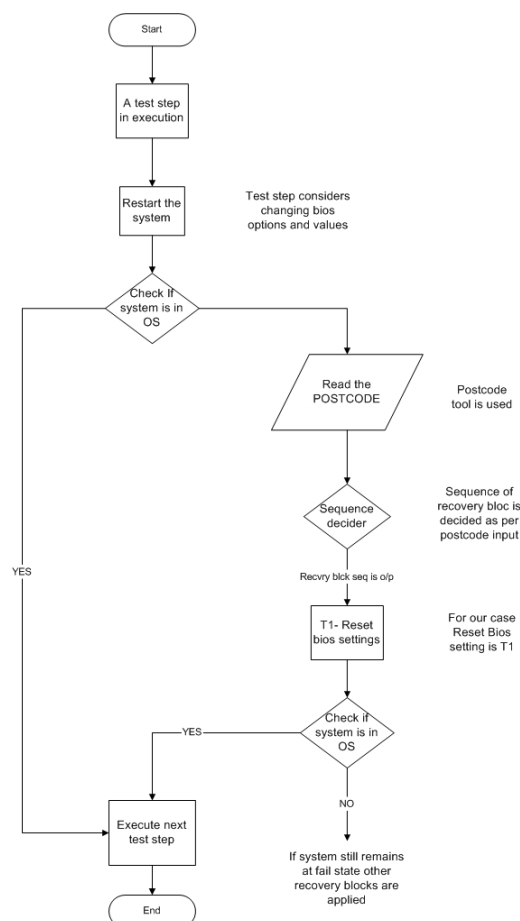 Start
A test step
in execution
Restart the
system
Test step considers
changing bios
options and values
Check If
system is in
OS
Read the
POSTCODE
Postcode
tool is used
Sequence
decider
Sequence of
recovery bloc is
decided as per
postcode input
YES
Recvry blck seq is o/p
T1- Reset
bios settings
For our case
Reset Bios
setting is T1
Check if
system is in
OS
YES
NO
Execute next
test step
If system still remains
at fail state other
recovery blocks are
applied
End